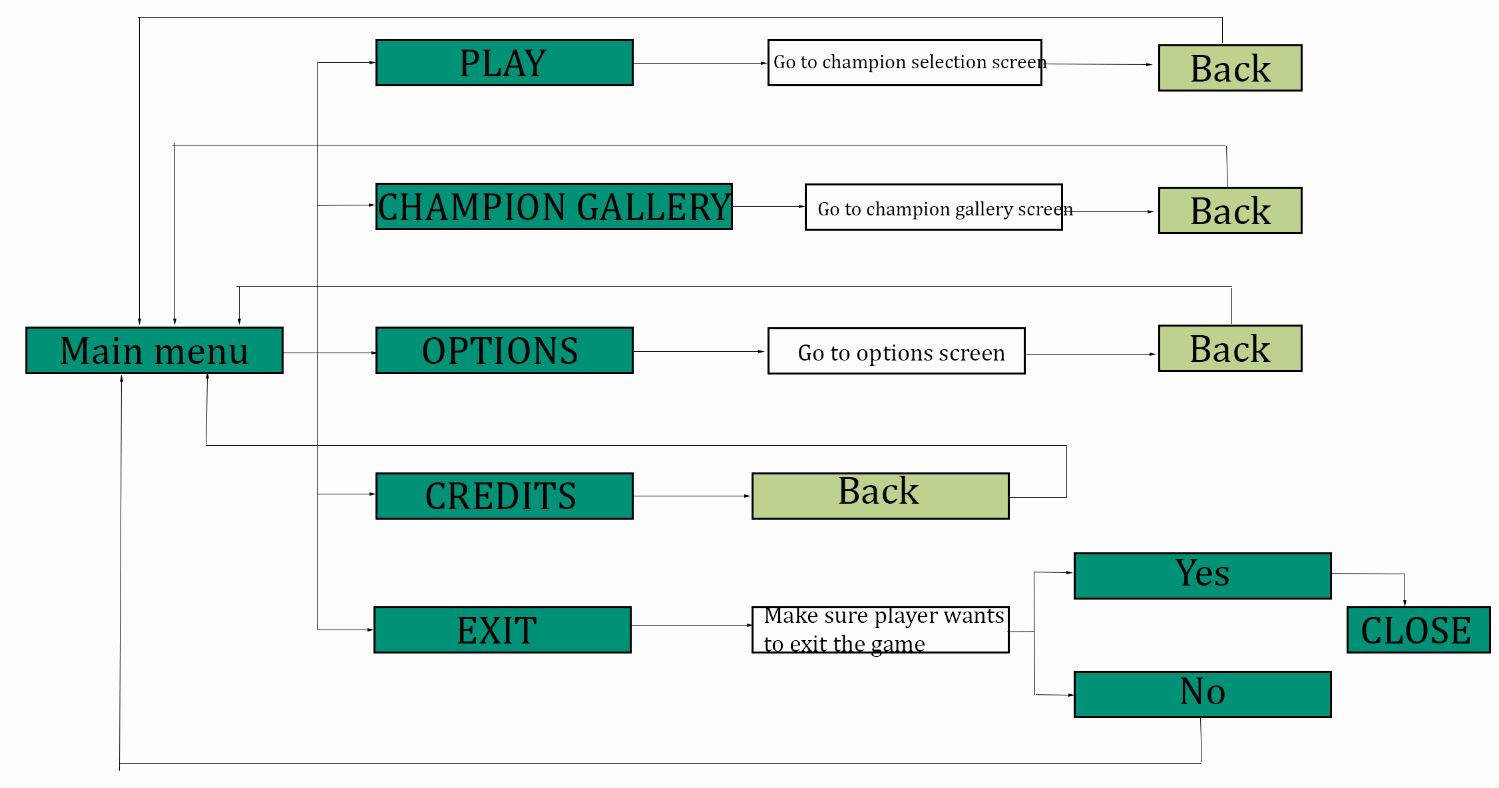 PLAY
Go to champion selection screen
Back
CHAMPION GALLERY
Go to champion gallery screen
Back
Main menu
OPTIONS
Go to options screen
Back
CREDITS
Back
EXIT
Make sure player wants
to exit the game
Yes
CLOSE
No